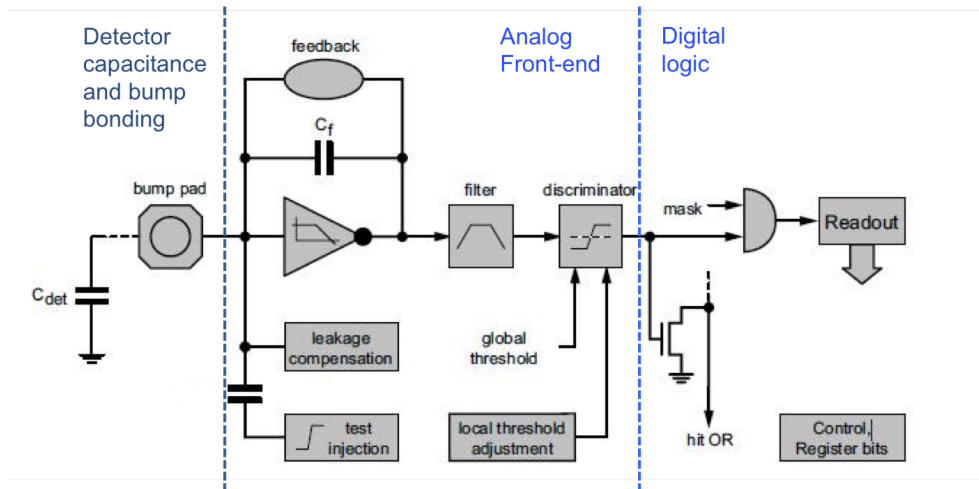 Detector
capacitance
and bump
bonding
Analog
Front-end
Digital
logic
feedback
Cf
bump pad
filter
discriminator
mask
Readout
Cdet
leakage
compensation
global
threshold
test
injection
local threshold
adjustment
hit OR
Control,
Register bits